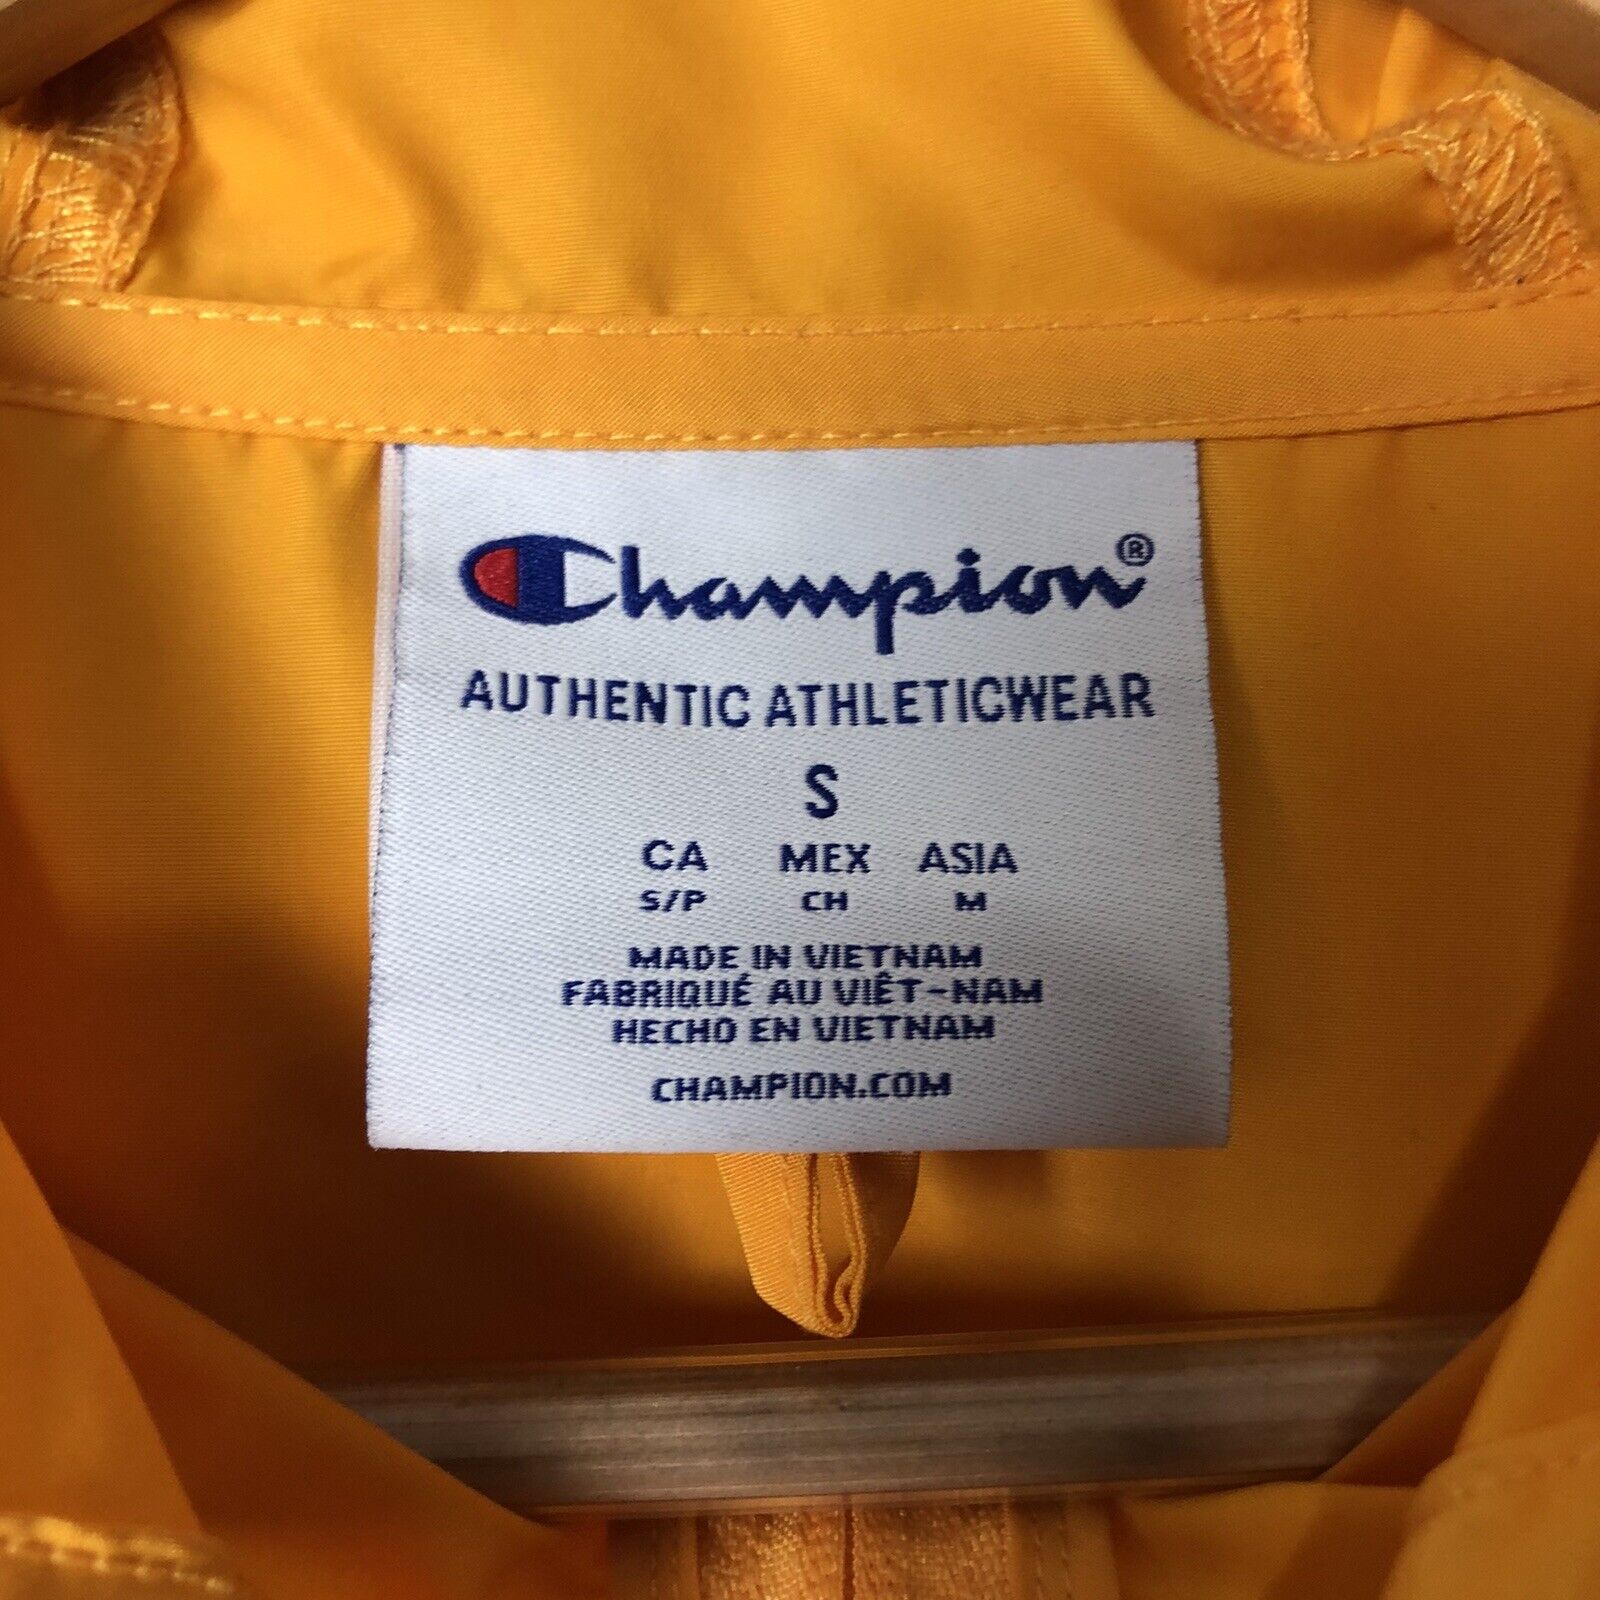 Champion®
AUTHENTIC ATHLETICWEAR
S
CA MEX ASIA
S/P CH M
MADE IN VIETNAM
FABRIQUÉ AU VIÊT-NAM
HECHO EN VIETNAM
CHAMPION.COM